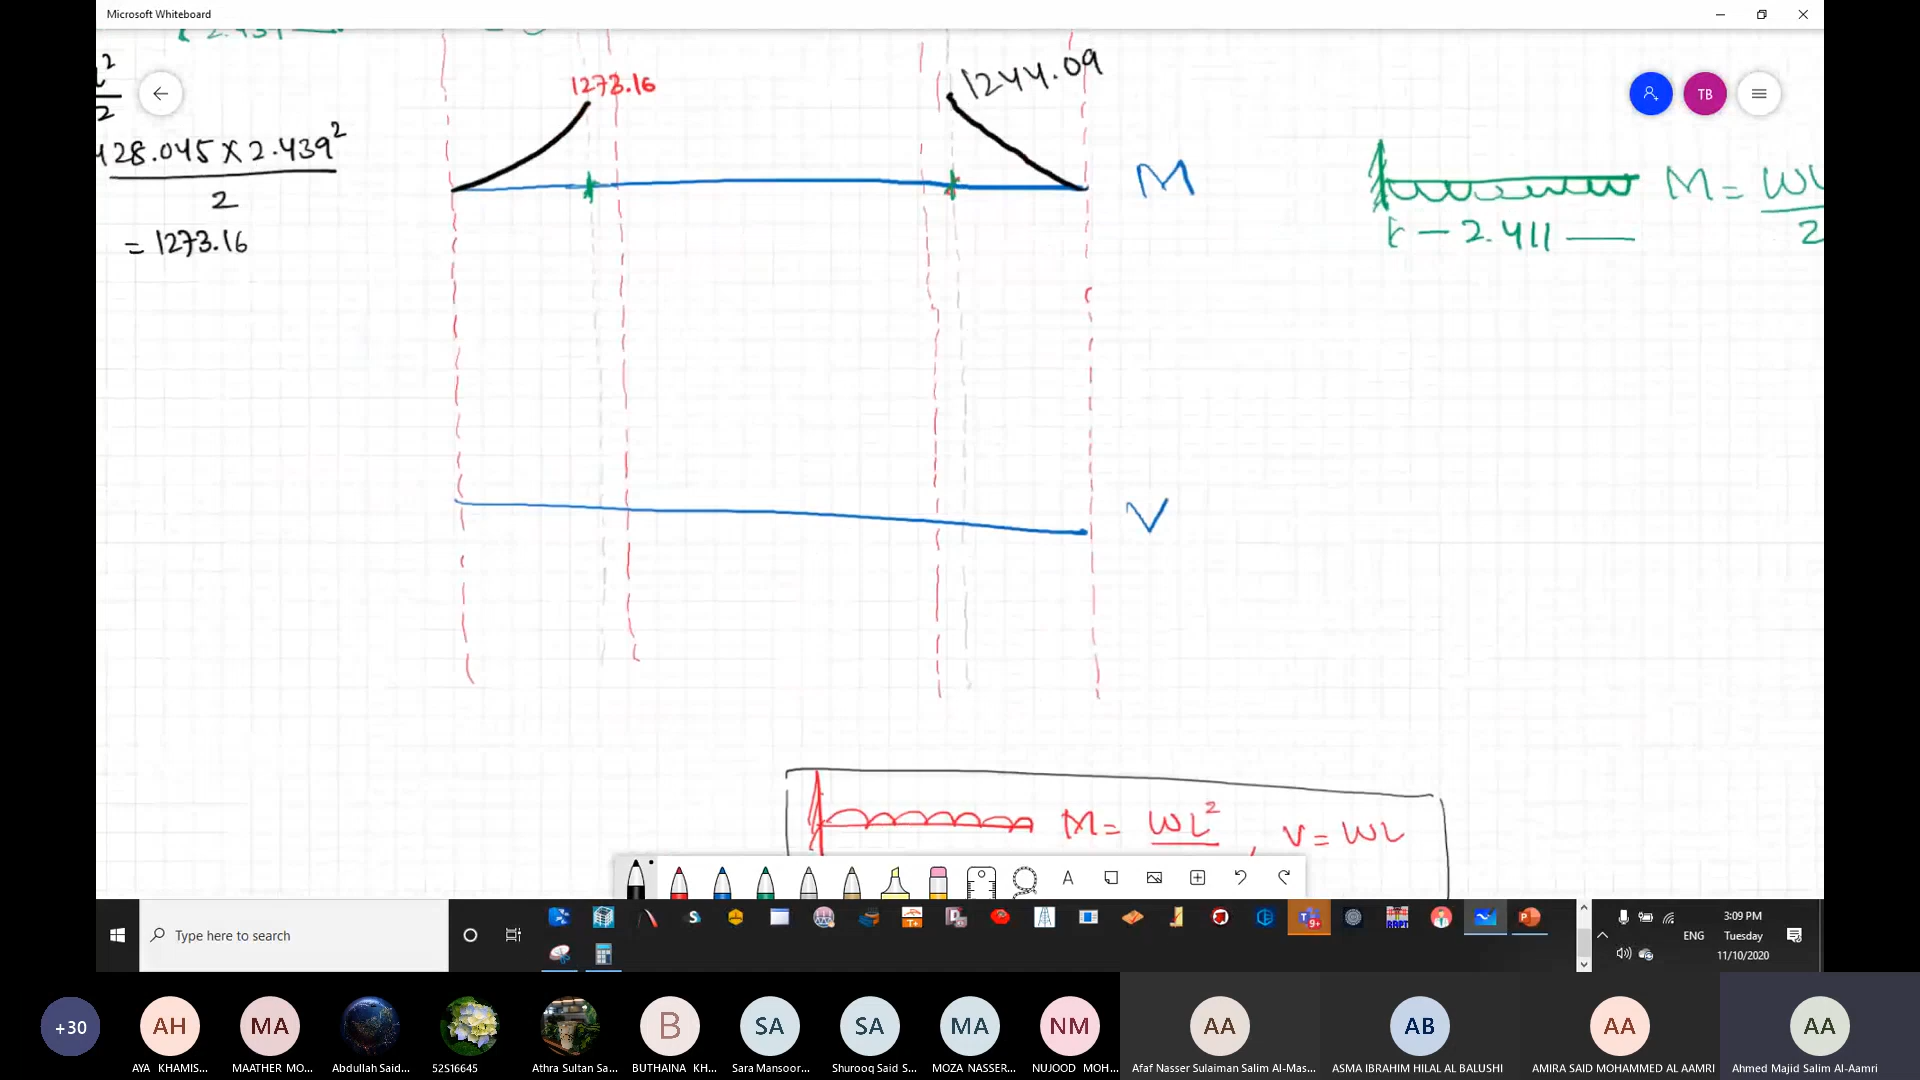 Microsoft Whiteboard
2
2
1273.16
1244.09
TB
428.045 X 2.439²
2
= 1273.16
M
M = WL
2
2.411
V
M = WL²
, V = WL
A
Type here to search
3:09 PM
ENG
Tuesday
11/10/2020
+30
AH
MA
B
SA
SA
MA
NM
AA
AB
AA
AA
AYA KHAMIS...
MAATHER MO...
Abdullah Said...
52S16645
Athra Sultan Sa...
BUTHAINA KH...
Sara Mansoor...
Shurooq Said S...
MOZA NASSER...
NUJOOD MOH...
Afaf Nasser Sulaiman Salim Al-Mas...
ASMA IBRAHIM HILAL AL BALUSHI
AMIRA SAID MOHAMMED AL AAMRI
Ahmed Majid Salim Al-Aamri